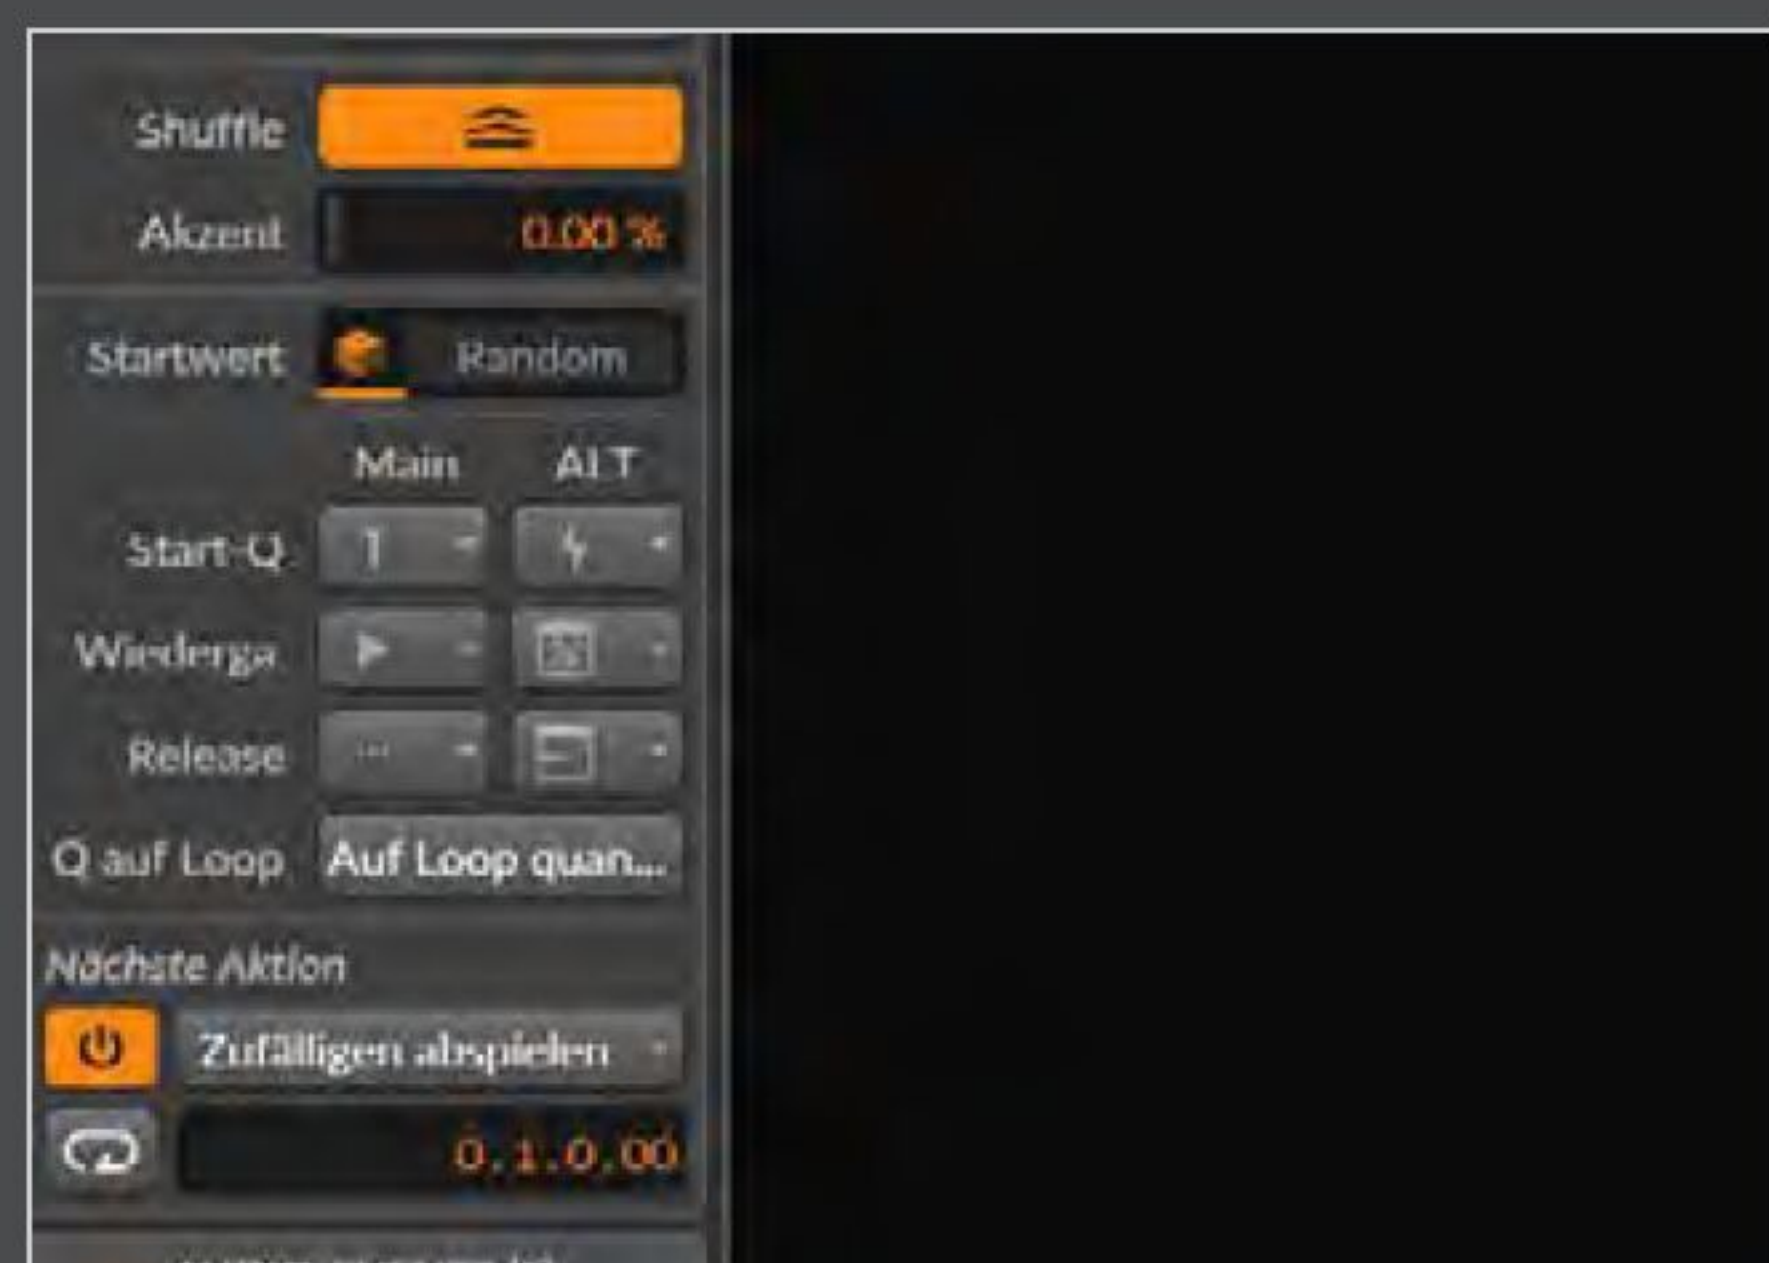 Shuffle
Akzent 0.00 %
Startwert Random
Main ALT
Start-Q 1
Wiederga
Release ...
Q auf Loop Auf Loop quan...
Nächste Aktion
Zufälligen abspielen
0.1.0.00